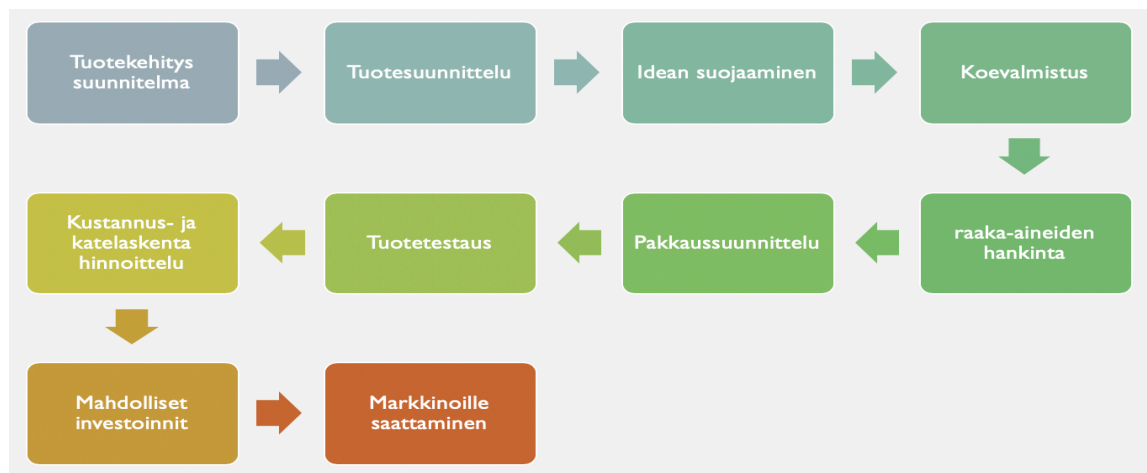 Tuotekehitys
suunnitelma
Tuotesuunnittelu
Idean suojaaminen
Koevalmistus
raaka-aineiden
hankinta
Pakkaussuunnittelu
Tuotetestaus
Kustannus- ja
katelaskenta
hinnoittelu
Mahdolliset
investoinnit
Markkinoille
saattaminen